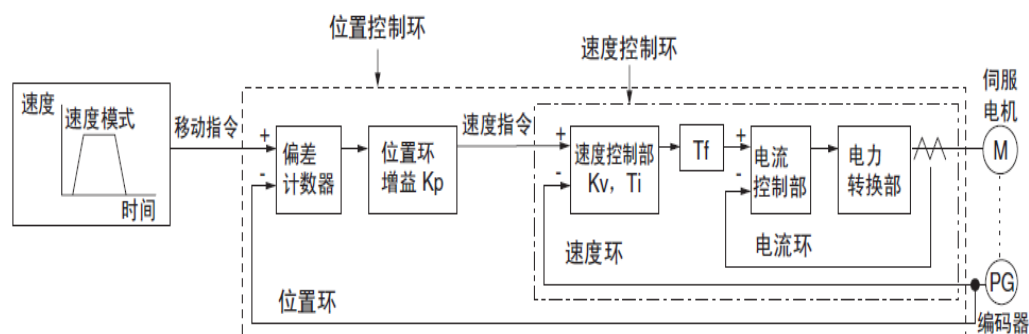 位置控制环
速度控制环
速度
速度模式
时间
移动指令
+
-
偏差
计数器
位置环
增益 Kp
速度指令
+
-
速度控制部
Kv，Ti
Tf
+
-
电流
控制部
电力
转换部
伺服
电机
M
速度环
电流环
位置环
PG
编码器